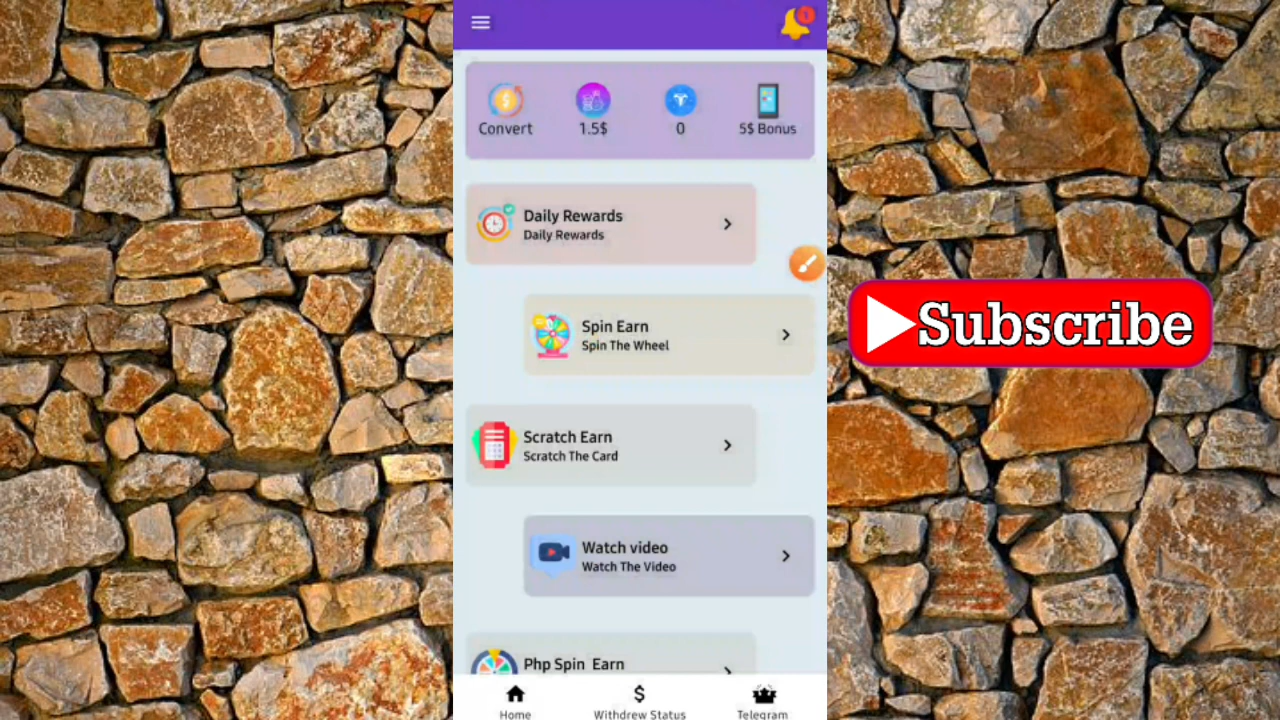 1
Convert
1.5$
0
5$ Bonus
Daily Rewards
Daily Rewards
Spin Earn
Spin The Wheel
Subscribe
Scratch Earn
Scratch The Card
Watch video
Watch The Video
Php Spin Earn
Home
Withdrew Status
Telegram